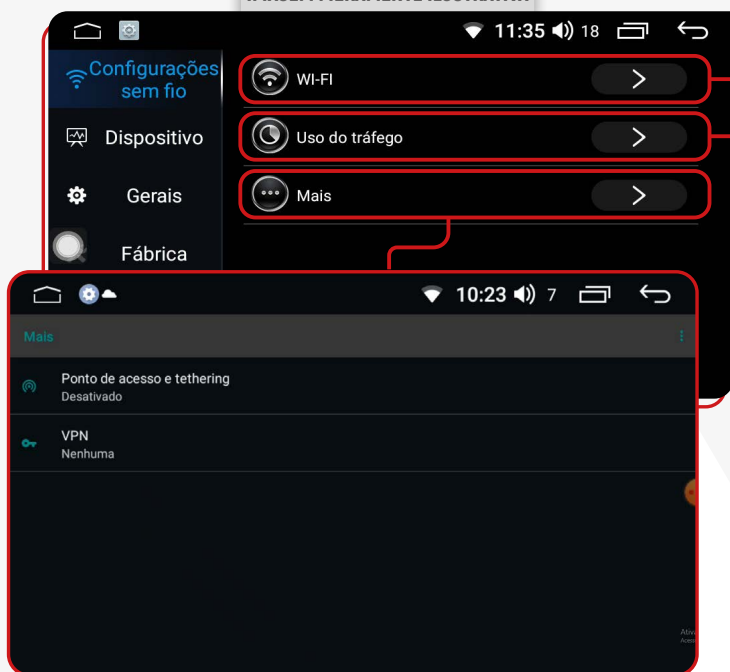 11:35
18
Configurações
sem fio
WI-FI
Dispositivo
Uso do tráfego
Gerais
Mais
Fábrica
10:23
7
Mais
Ponto de acesso e tethering
Desativado
VPN
Nenhuma